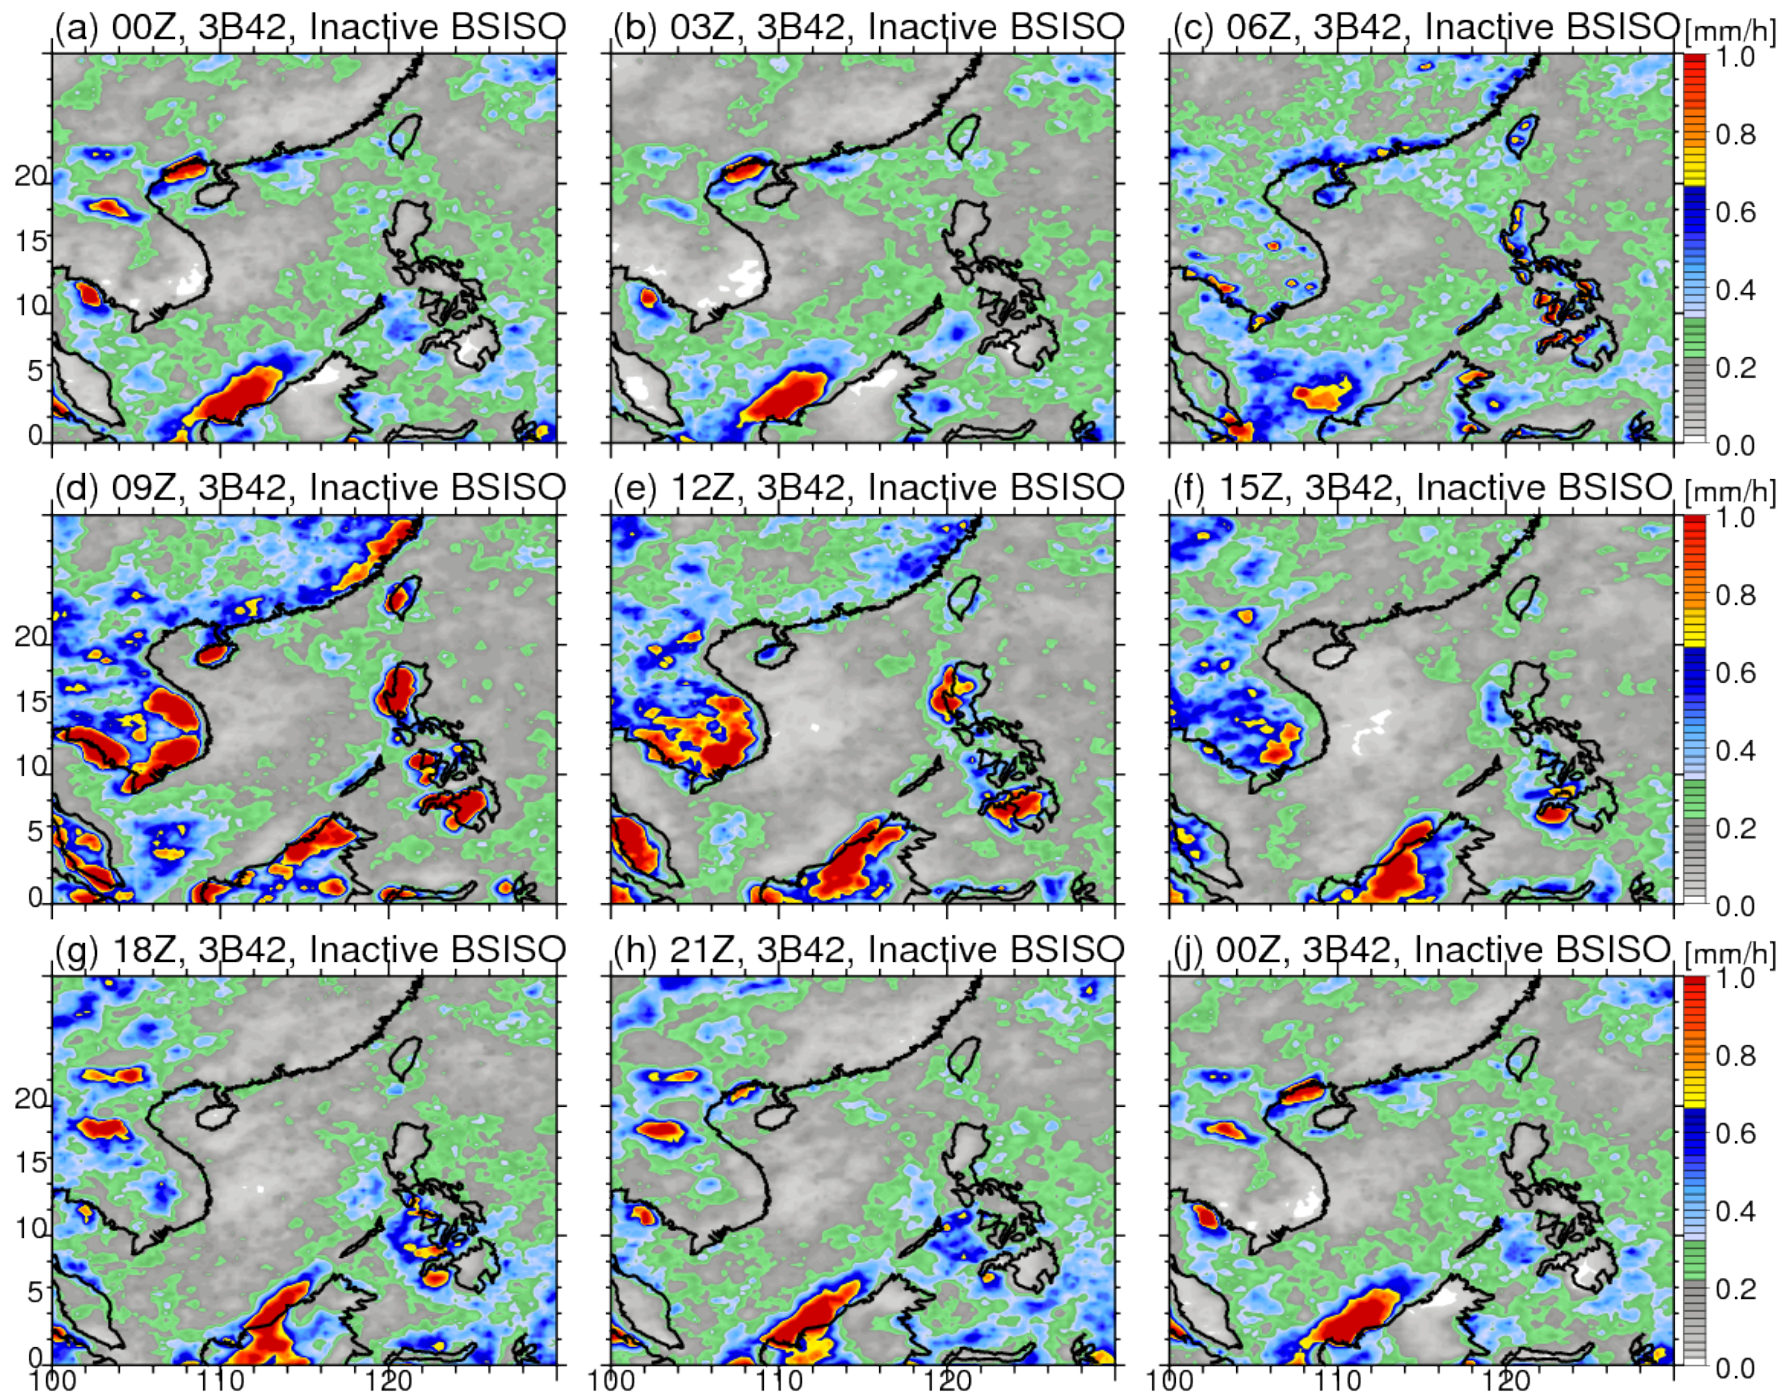 (a) 00Z, 3B42, Inactive BSISO
(b) 03Z, 3B42, Inactive BSISO
(c) 06Z, 3B42, Inactive BSISO [mm/h]
20
15
10
5
0
1.0
0.8
0.6
0.4
0.2
0.0
(d) 09Z, 3B42, Inactive BSISO
(e) 12Z, 3B42, Inactive BSISO
(f) 15Z, 3B42, Inactive BSISO [mm/h]
20
15
10
5
0
1.0
0.8
0.6
0.4
0.2
0.0
(g) 18Z, 3B42, Inactive BSISO
(h) 21Z, 3B42, Inactive BSISO
(j) 00Z, 3B42, Inactive BSISO [mm/h]
20
15
10
5
0
1.0
0.8
0.6
0.4
0.2
0.0
100 110 120
100 110 120
100 110 120